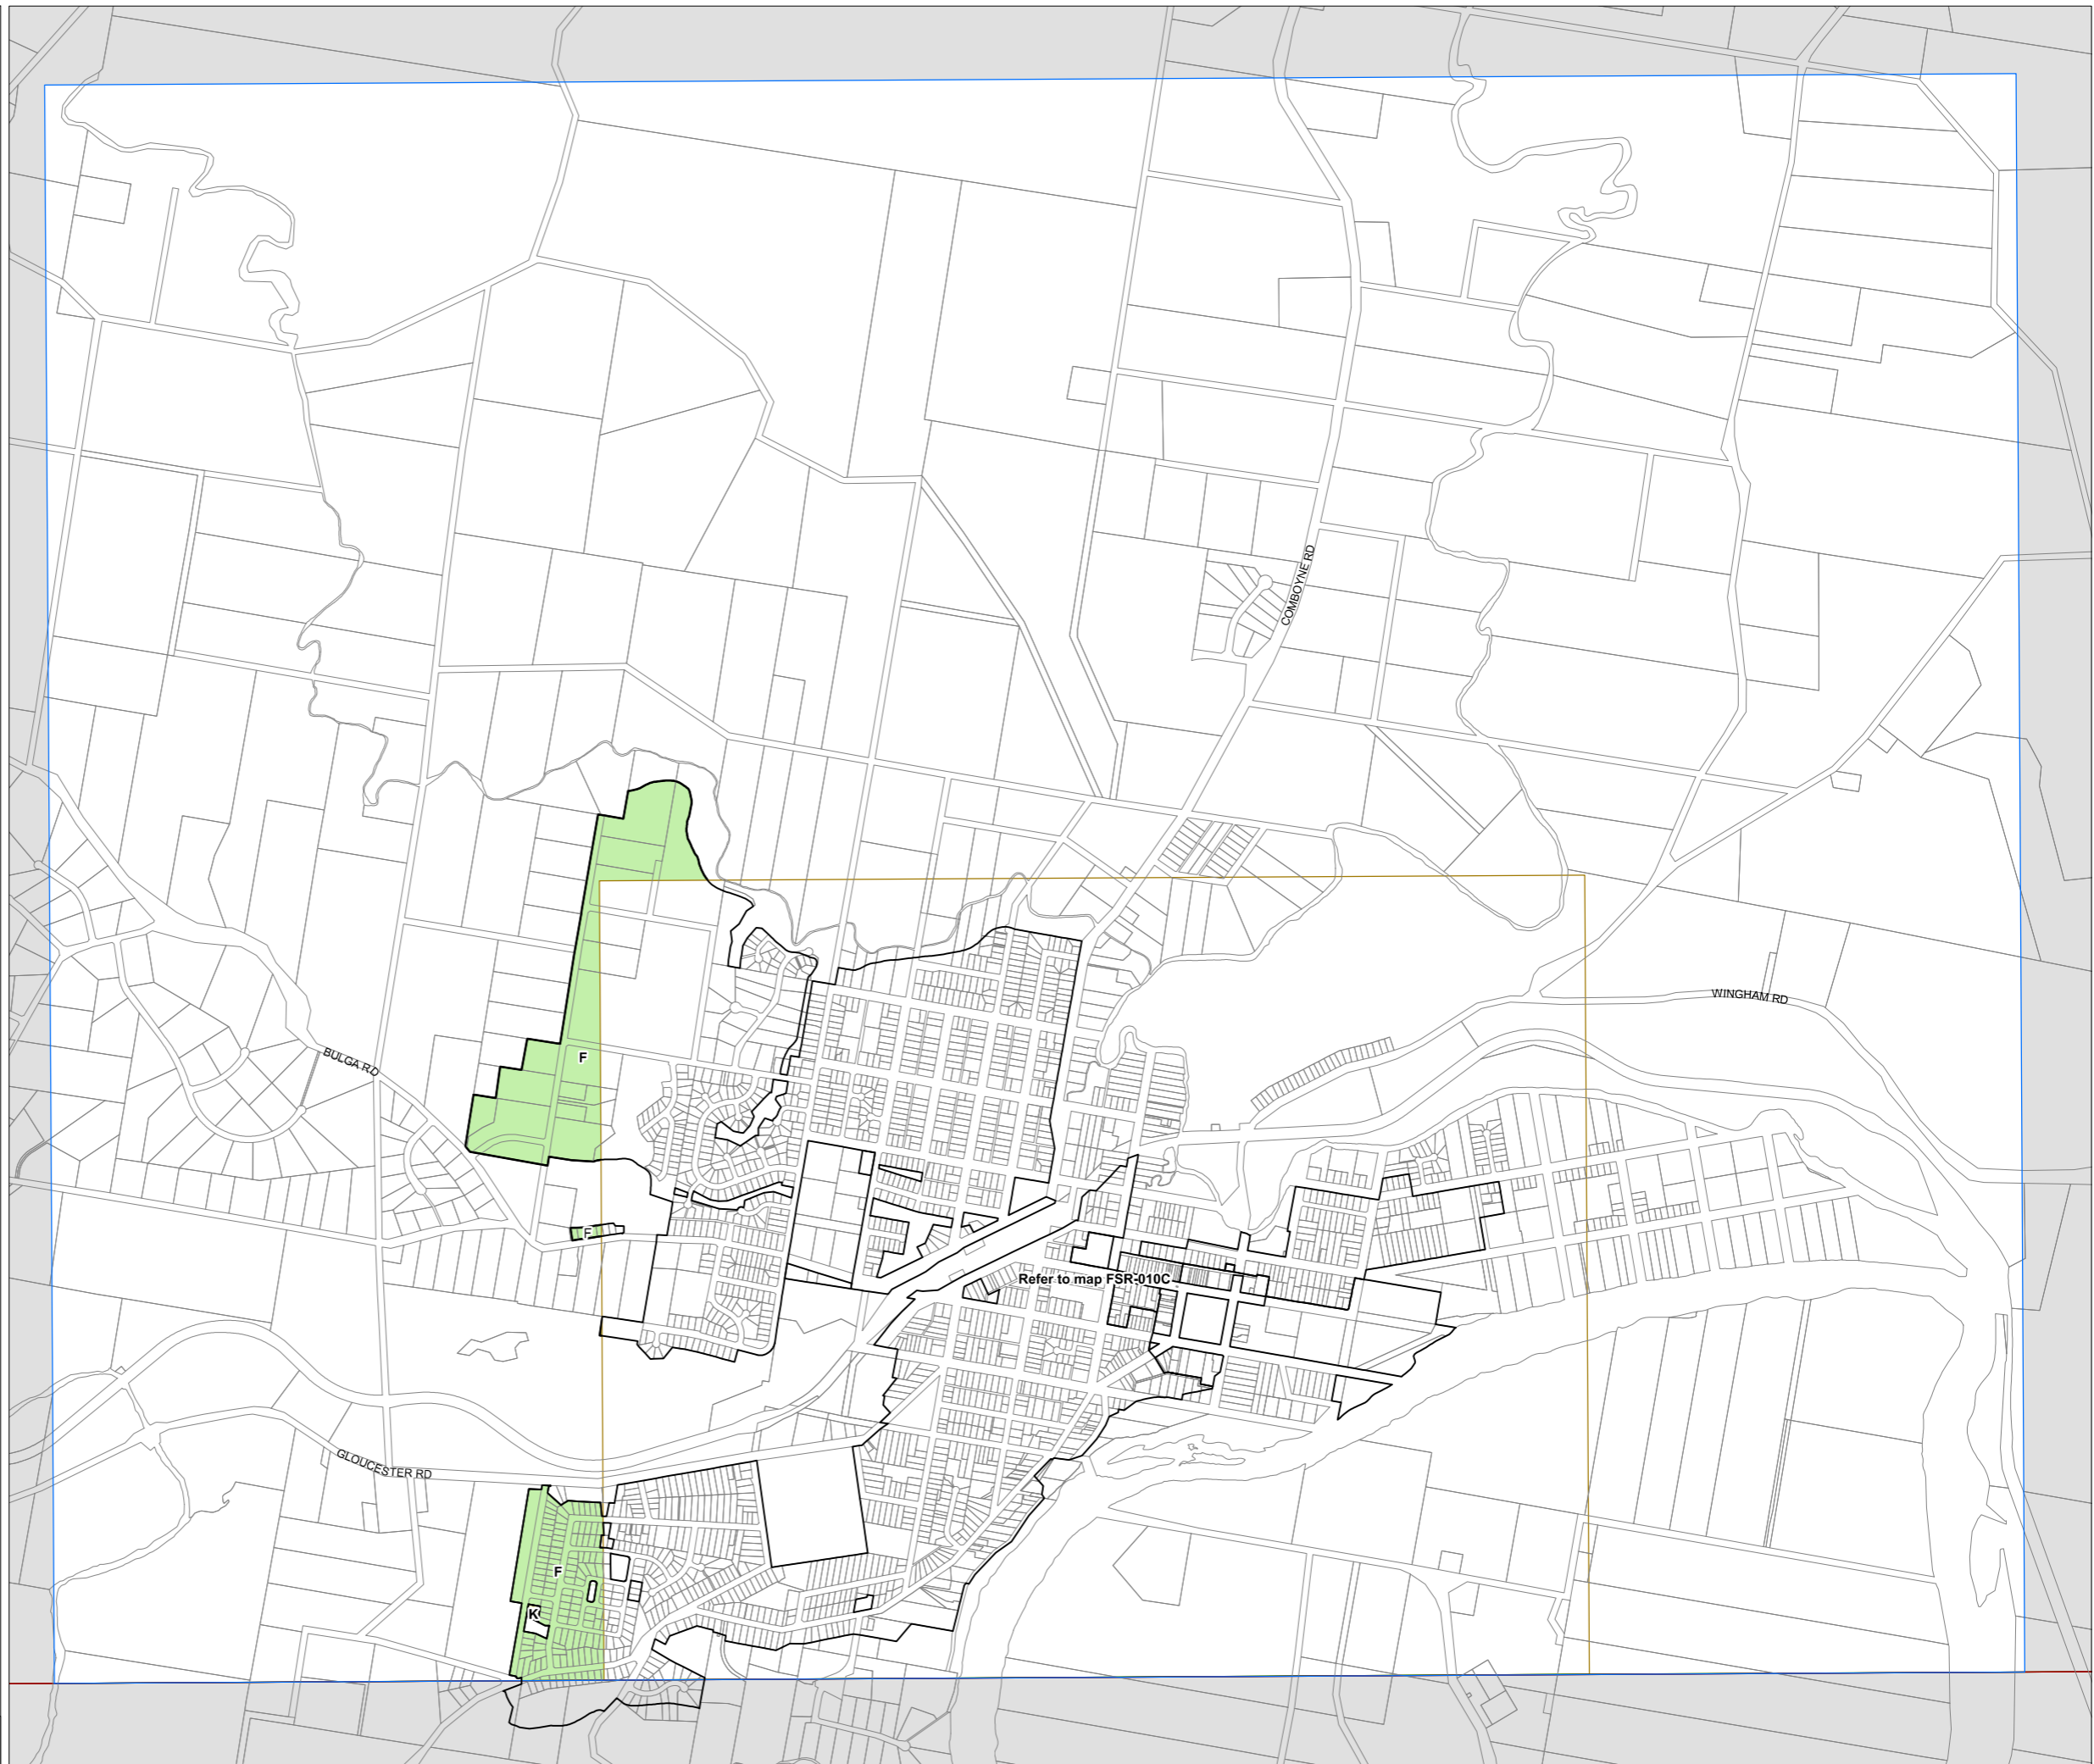 COMBOYNE RD
WINGHAM RD
BULGA RD
F
F
Refer to map FSR-010C
GLOUCESTER RD
F
K